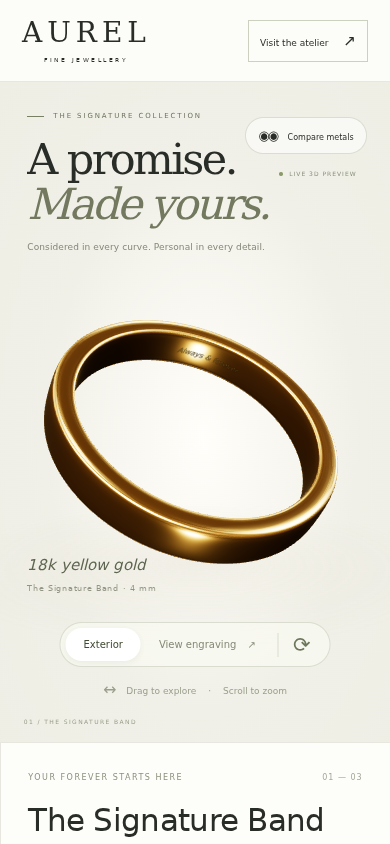 AUREL
FINE JEWELLERY
Visit the atelier ↗
THE SIGNATURE COLLECTION
Compare metals
A promise.
LIVE 3D PREVIEW
Made yours.
Considered in every curve. Personal in every detail.
Always &
18k yellow gold
The Signature Band · 4 mm
Exterior
View engraving ↗
Drag to explore · Scroll to zoom
01 / THE SIGNATURE BAND
YOUR FOREVER STARTS HERE
01 — 03
The Signature Band